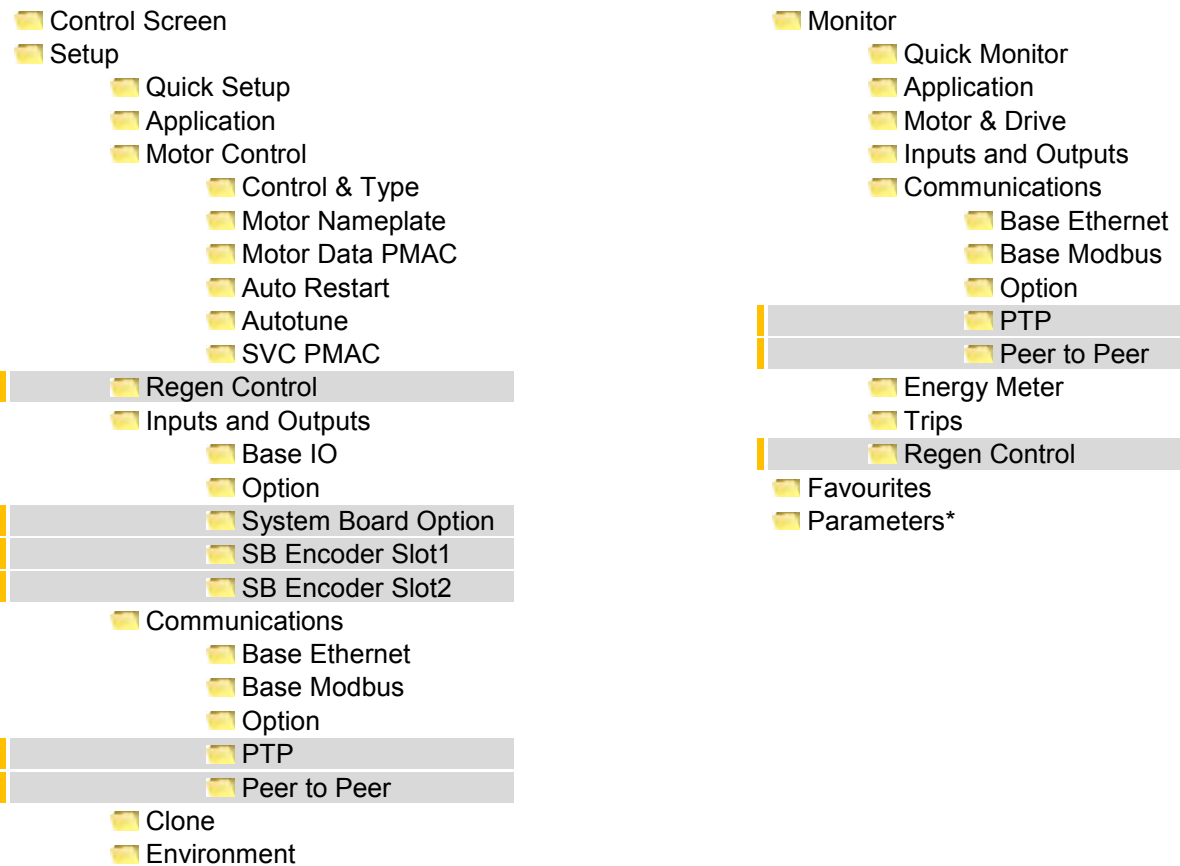 Control Screen
Setup
Quick Setup
Application
Motor Control
Control & Type
Motor Nameplate
Motor Data PMAC
Auto Restart
Autotune
SVC PMAC
Regen Control
Inputs and Outputs
Base IO
Option
System Board Option
SB Encoder Slot1
SB Encoder Slot2
Communications
Base Ethernet
Base Modbus
Option
PTP
Peer to Peer
Clone
Environment
Monitor
Quick Monitor
Application
Motor & Drive
Inputs and Outputs
Communications
Base Ethernet
Base Modbus
Option
PTP
Peer to Peer
Energy Meter
Trips
Regen Control
Favourites
Parameters*